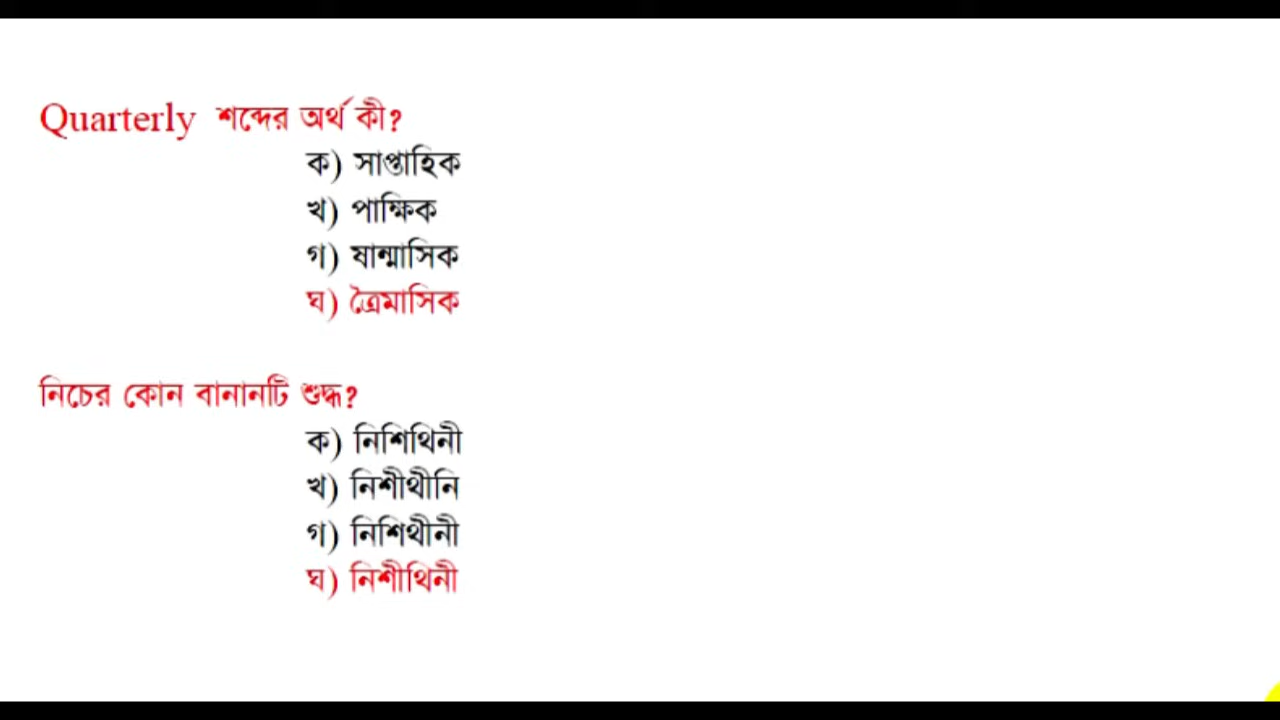 Quarterly শব্দের অর্থ কী?
ক) সাপ্তাহিক
খ) পাক্ষিক
গ) ষান্মাসিক
ঘ) ত্রৈমাসিক
নিচের কোন বানানটি শুদ্ধ?
ক) নিশিথিনী
খ) নিশীথীনি
গ) নিশিথীনী
ঘ) নিশীথিনী